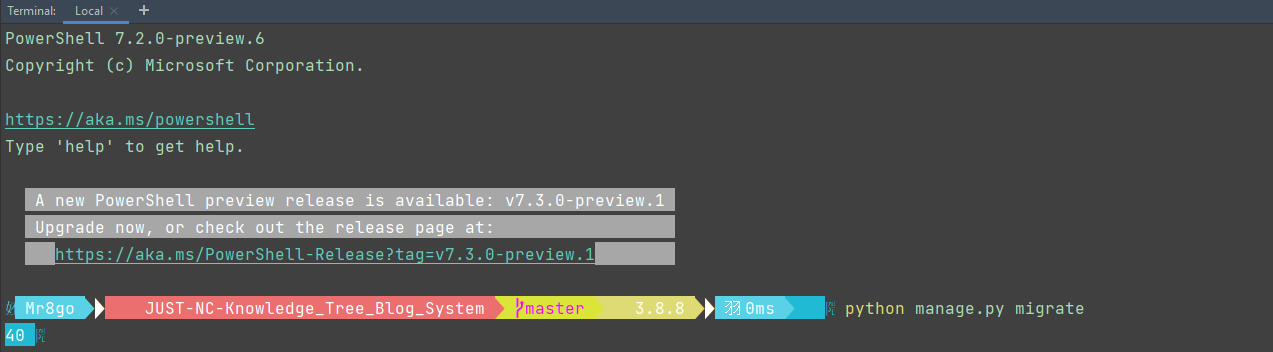 Terminal: Local × +
PowerShell 7.2.0-preview.6
Copyright (c) Microsoft Corporation.
https://aka.ms/powershell
Type 'help' to get help.
A new PowerShell preview release is available: v7.3.0-preview.1
Upgrade now, or check out the release page at:
https://aka.ms/PowerShell-Release?tag=v7.3.0-preview.1
Mr8go JUST-NC-Knowledge_Tree_Blog_System master 3.8.8 0ms python manage.py migrate
40